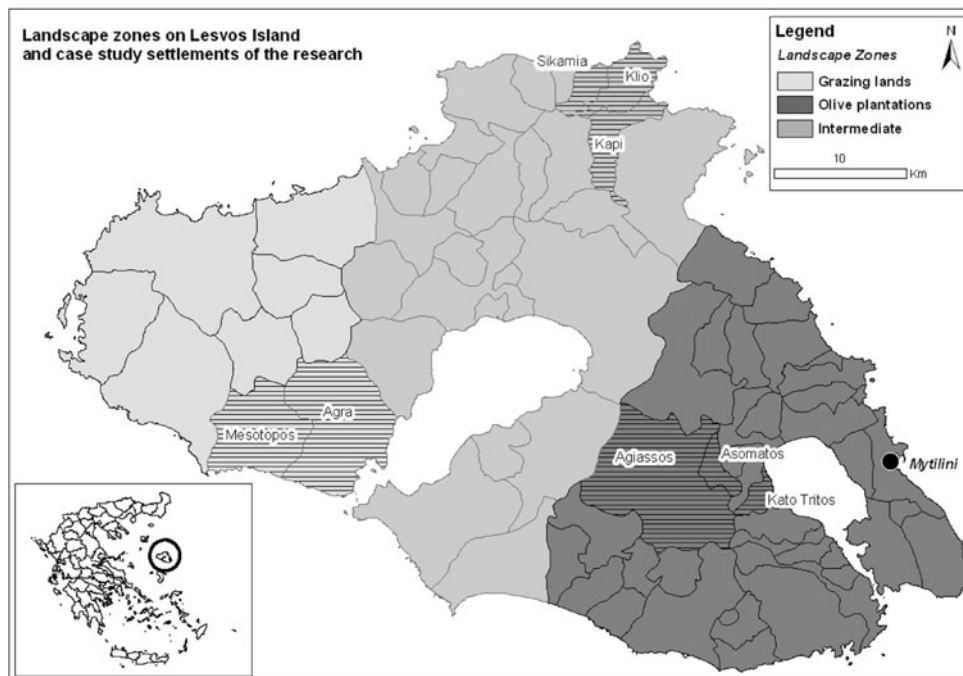 Landscape zones on Lesvos Island
and case study settlements of the research
Legend
N
Landscape Zones
Grazing lands
Olive plantations
Intermediate
10
Km
Sikamia
Klio
Kapi
Agra
Mesotopos
Agiassos
Asomatos
Mytilini
Kato Tritos